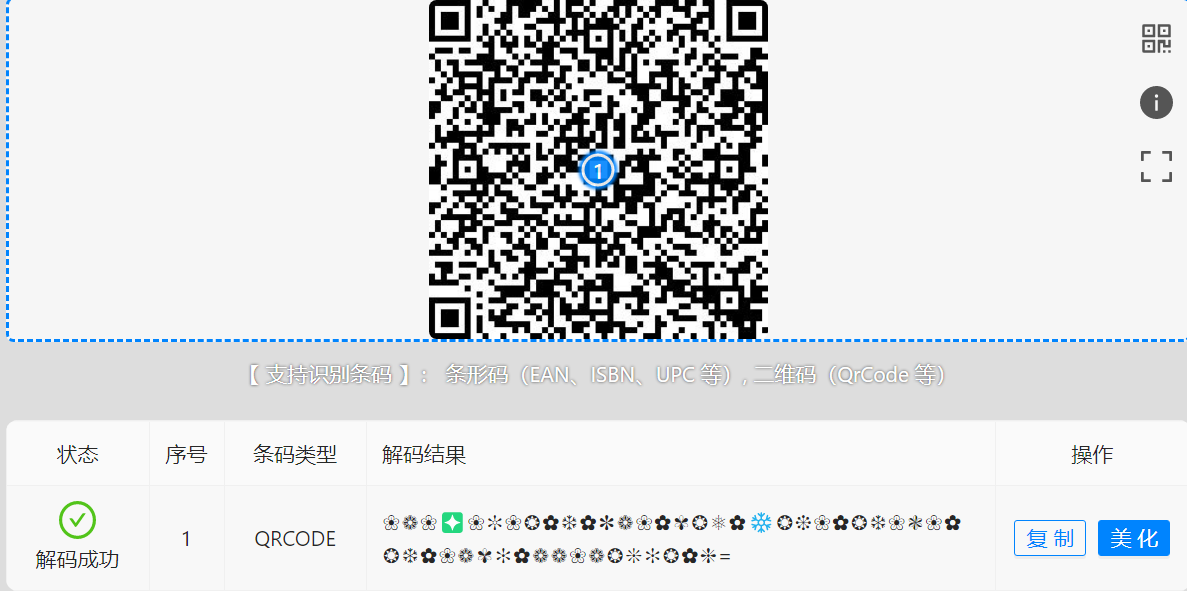 1
【 支持识别条码 】： 条形码（EAN、ISBN、UPC 等）, 二维码（QrCode 等）
状态 序号 条码类型 解码结果 操作
解码成功 1 QRCODE 复 制 美 化